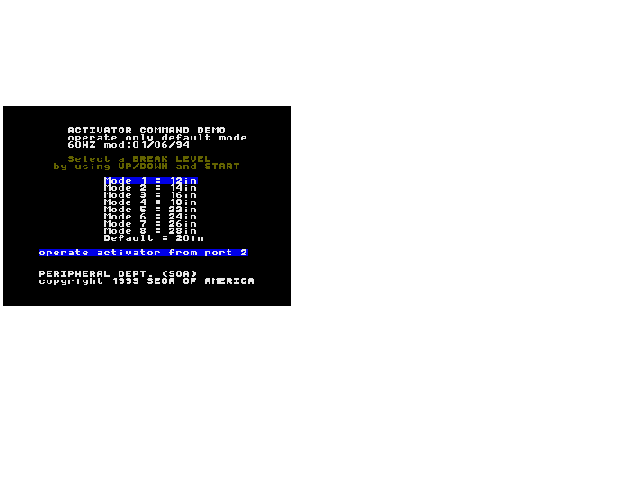 ACTIVATOR COMMAND DEMO
operate only default mode
60HZ mod:01/06/94
Select a BREAK LEVEL
by using UP/DOWN and START
Mode 1 = 12in
Mode 2 = 14in
Mode 3 = 16in
Mode 4 = 10in
Mode 5 = 22in
Mode 6 = 24in
Mode 7 = 26in
Mode 8 = 28in
Default = 20in
operate activator from port 2
PERIPHERAL DEPT. (SOA)
copyright 1993 SEGA OF AMERICA